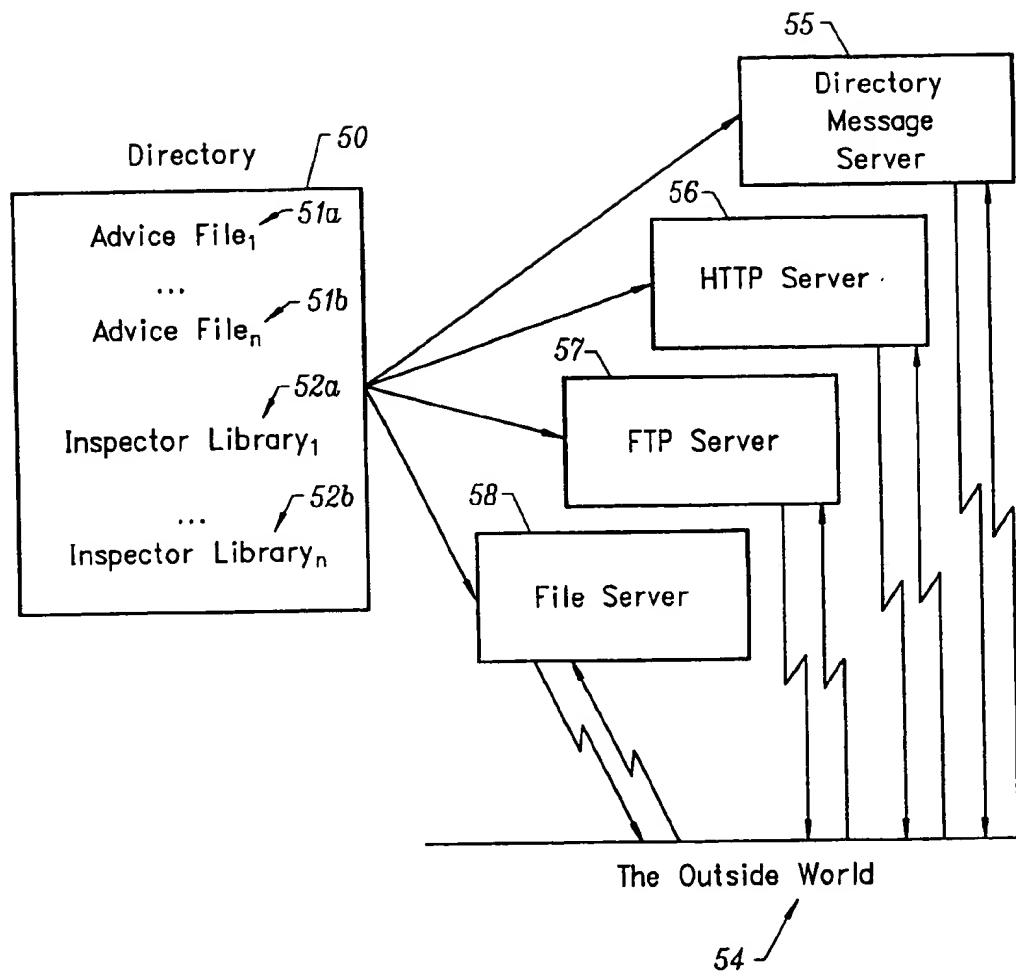 55
Directory
Message
Server
50
Directory
51a
Advice File₁
...
51b
Advice Fileₙ
52a
Inspector Library₁
...
52b
Inspector Libraryₙ
56
HTTP Server
57
FTP Server
58
File Server
The Outside World
54